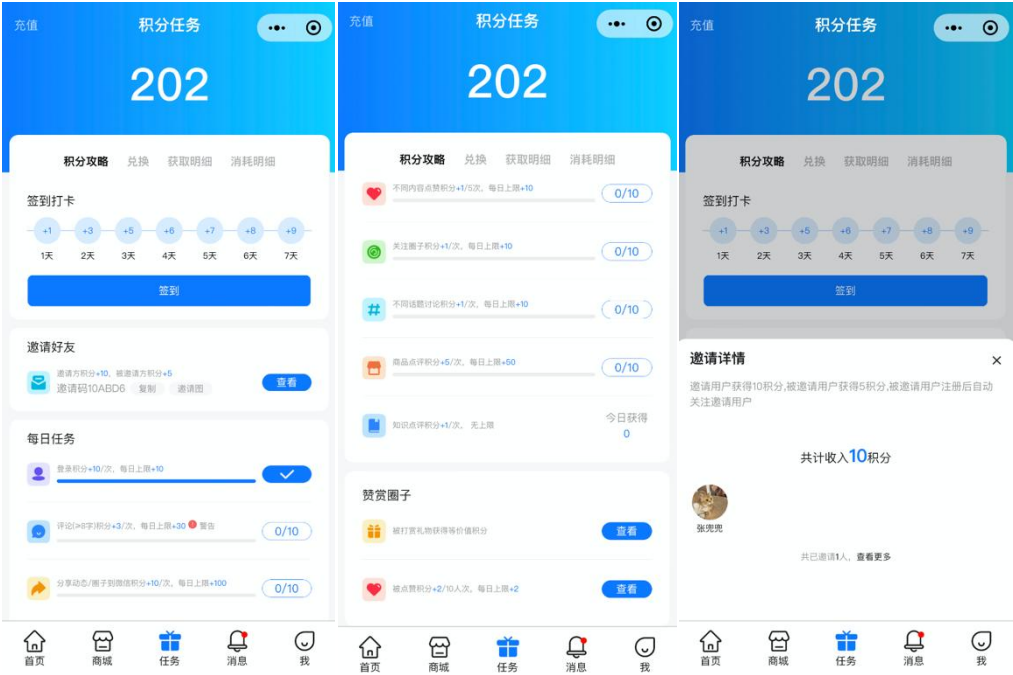 充值
积分任务
202
积分攻略 兑换 获取明细 消耗明细
签到打卡
+1 +3 +5 +6 +7 +8 +9
1天 2天 3天 4天 5天 6天 7天
签到
邀请好友
邀请方积分+10, 被邀请方积分+5
邀请码10ABD6 复制 邀请图
查看
每日任务
登录积分+10/次, 每日上限+10
评论(≥8字)积分+3/次, 每日上限+30 警告
0/10
分享动态/圈子到微信积分+10/次, 每日上限+100
0/10
首页 商城 任务 消息 我
充值
积分任务
202
积分攻略 兑换 获取明细 消耗明细
不同内容点赞积分+1/5次, 每日上限+10
0/10
关注圈子积分+1/次, 每日上限+10
0/10
不同话题讨论积分+1/次, 每日上限+10
0/10
商品点评积分+5/次, 每日上限+50
0/10
知识点评积分+1/次, 无上限
今日获得
0
赞赏圈子
被打赏礼物获得等价值积分
查看
被点赞积分+2/10人次, 每日上限+2
查看
首页 商城 任务 消息 我
充值
积分任务
202
积分攻略 兑换 获取明细 消耗明细
签到打卡
+1 +3 +5 +6 +7 +8 +9
1天 2天 3天 4天 5天 6天 7天
签到
邀请详情
邀请用户获得10积分,被邀请用户获得5积分,被邀请用户注册后自动
关注邀请用户
共计收入10积分
张兜兜
共已邀请1人, 查看更多
首页 商城 任务 消息 我